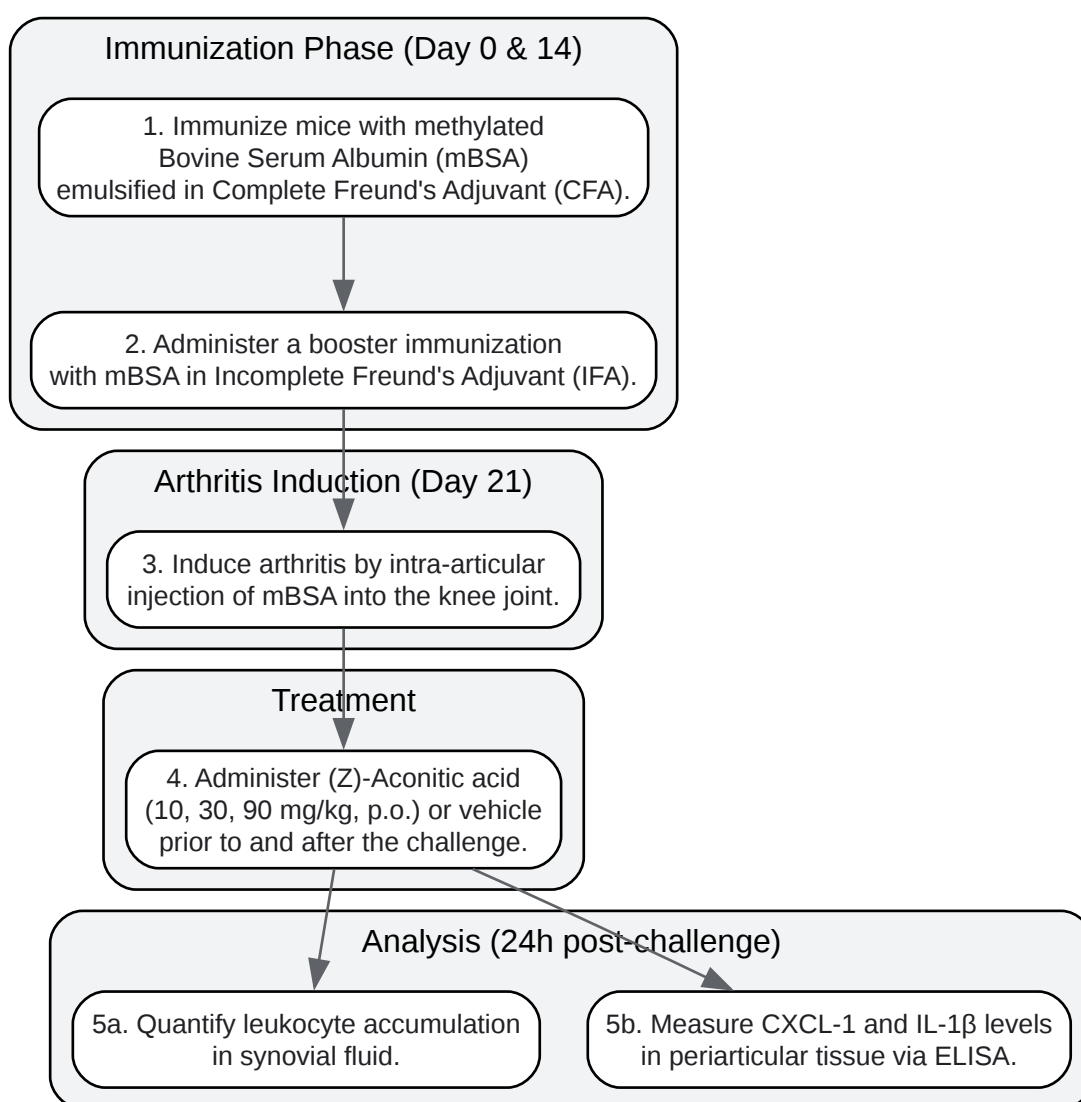 Immunization Phase (Day 0 & 14)
1. Immunize mice with methylated
Bovine Serum Albumin (mBSA)
emulsified in Complete Freund's Adjuvant (CFA).
2. Administer a booster immunization
with mBSA in Incomplete Freund's Adjuvant (IFA).
Arthritis Induction (Day 21)
3. Induce arthritis by intra-articular
injection of mBSA into the knee joint.
Treatment
4. Administer (Z)-Aconitic acid
(10, 30, 90 mg/kg, p.o.) or vehicle
prior to and after the challenge.
Analysis (24h post-challenge)
5a. Quantify leukocyte accumulation
in synovial fluid.
5b. Measure CXCL-1 and IL-1β levels
in periarticular tissue via ELISA.